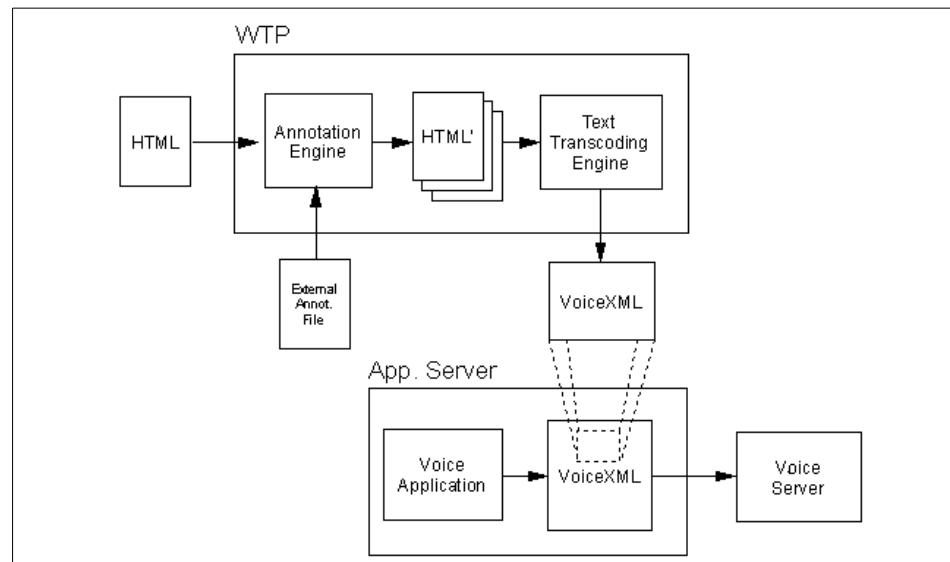 WTP
HTML
Annotation
Engine
HTML'
Text
Transcoding
Engine
External
Annot.
File
VoiceXML
App. Server
Voice
Application
VoiceXML
Voice
Server